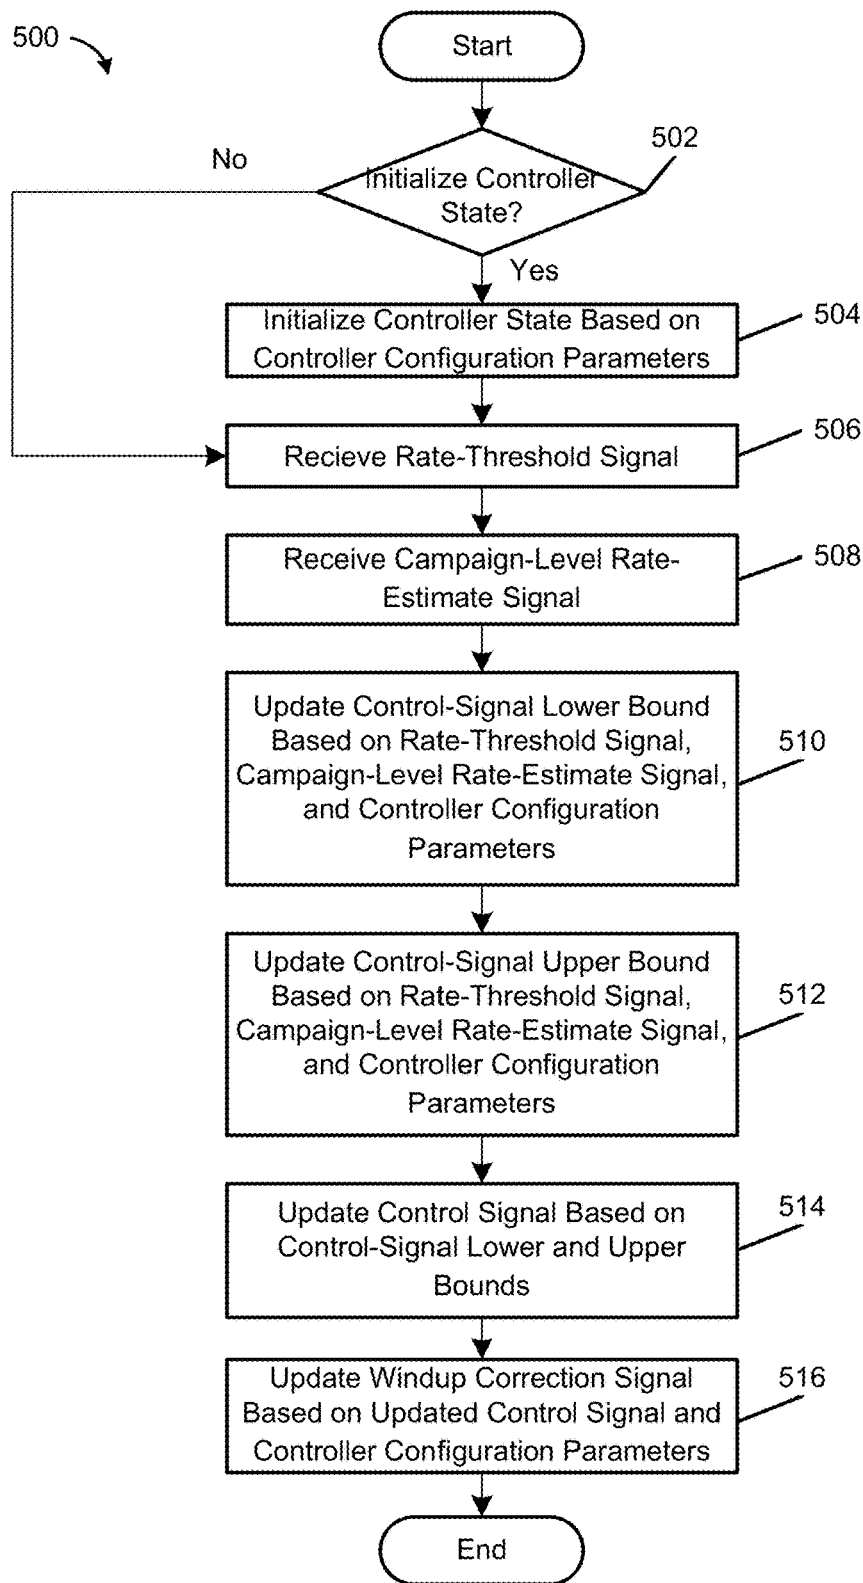 500
Start
502
No
Initialize Controller
State?
Yes
Initialize Controller State Based on
Controller Configuration Parameters
504
Recieve Rate-Threshold Signal
506
Receive Campaign-Level Rate-
Estimate Signal
508
Update Control-Signal Lower Bound
Based on Rate-Threshold Signal,
Campaign-Level Rate-Estimate Signal,
and Controller Configuration
Parameters
510
Update Control-Signal Upper Bound
Based on Rate-Threshold Signal,
Campaign-Level Rate-Estimate Signal,
and Controller Configuration
Parameters
512
Update Control Signal Based on
Control-Signal Lower and Upper
Bounds
514
Update Windup Correction Signal
Based on Updated Control Signal and
Controller Configuration Parameters
516
End